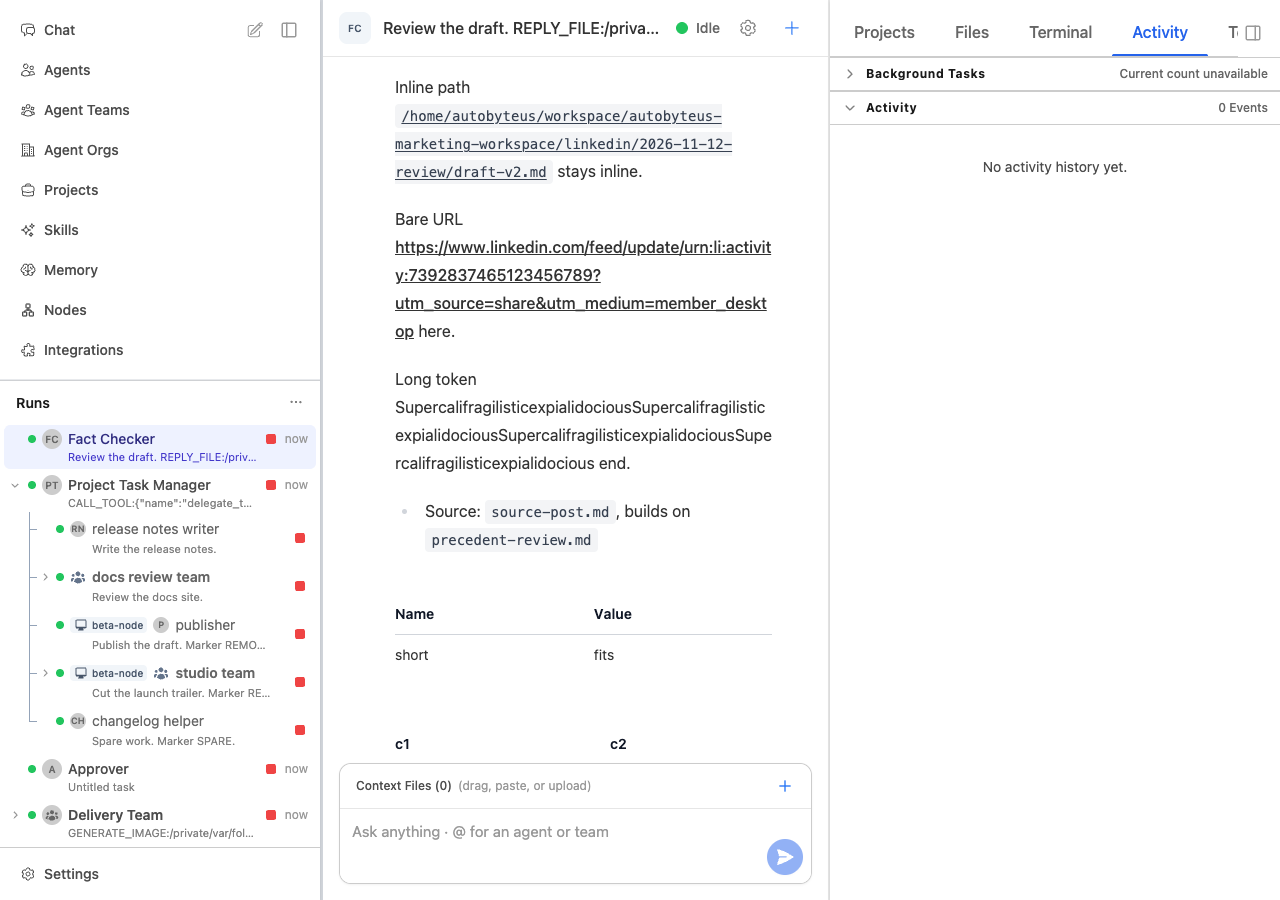 Chat
Agents
Agent Teams
Agent Orgs
Projects
Skills
Memory
Nodes
Integrations
Runs
FC Fact Checker now
Review the draft. REPLY_FILE:/priv...
PT Project Task Manager now
CALL_TOOL:{"name":"delegate_t...
RN release notes writer
Write the release notes.
docs review team
Review the docs site.
beta-node P publisher
Publish the draft. Marker REMO...
beta-node studio team
Cut the launch trailer. Marker RE...
CH changelog helper
Spare work. Marker SPARE.
A Approver now
Untitled task
Delivery Team now
GENERATE_IMAGE:/private/var/fol...
Settings
FC Review the draft. REPLY_FILE:/priva... Idle
Inline path
/home/autobyteus/workspace/autobyteus-
marketing-workspace/linkedin/2026-11-12-
review/draft-v2.md stays inline.
Bare URL
https://www.linkedin.com/feed/update/urn:li:activit
y:7392837465123456789?
utm_source=share&utm_medium=member_deskt
op here.
Long token
SupercalifragilisticexpialidociousSupercalifragilistic
expialidociousSupercalifragilisticexpialidociousSupe
rcalifragilisticexpialidocious end.
Source: source-post.md , builds on
precedent-review.md
Name Value
short fits
c1 c2
Context Files (0) (drag, paste, or upload)
Ask anything · @ for an agent or team
Projects Files Terminal Activity
Background Tasks Current count unavailable
Activity 0 Events
No activity history yet.